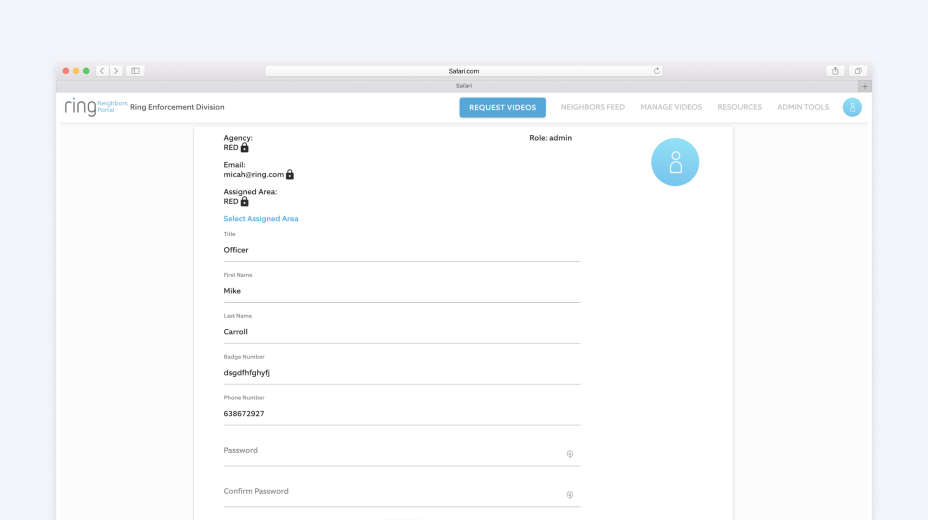 Safari.com
Safari
ring Neighbors Portal Ring Enforcement Division
REQUEST VIDEOS NEIGHBORS FEED MANAGE VIDEOS RESOURCES ADMIN TOOLS
Agency:
RED
Role: admin
Email:
micah@ring.com
Assigned Area:
RED
Select Assigned Area
Title
Officer
First Name
Mike
Last Name
Carroll
Badge Number
dsgdfhfghyfj
Phone Number
638672927
Password
Confirm Password